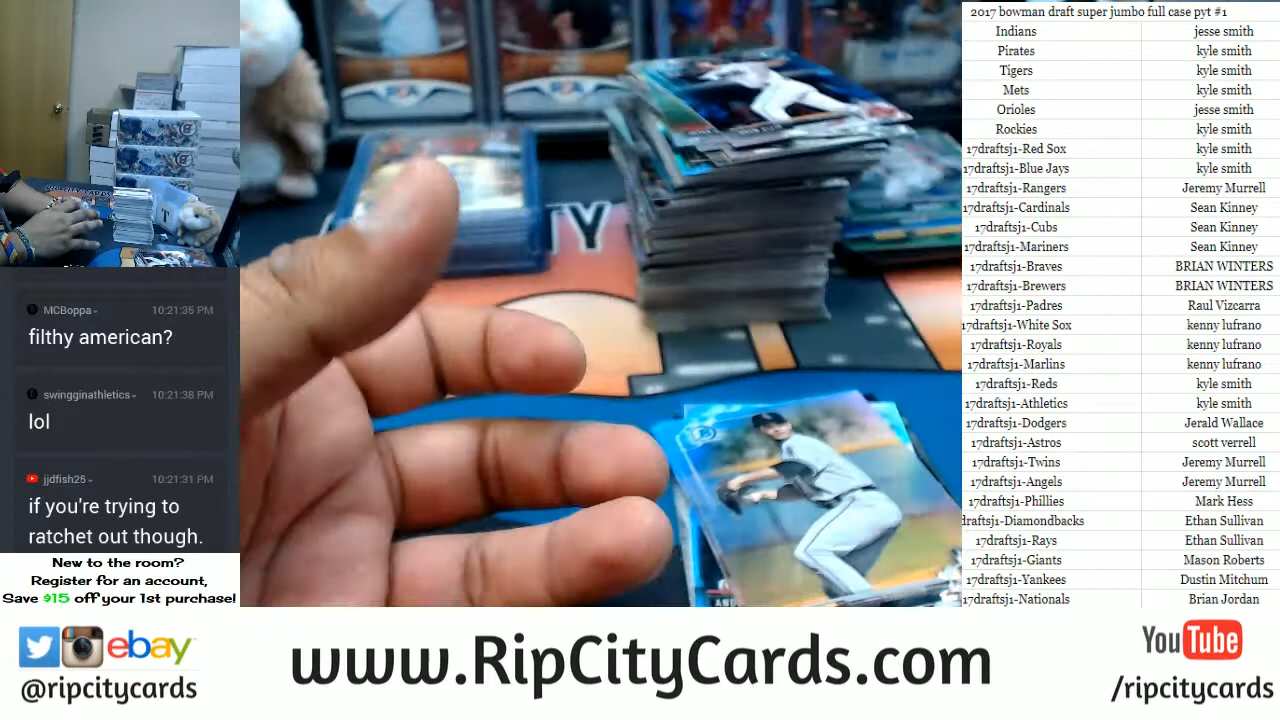 2017 bowman draft super jumbo full case pyt #1
Indians jesse smith
Pirates kyle smith
Tigers kyle smith
Mets kyle smith
Orioles jesse smith
Rockies kyle smith
17draftsj1-Red Sox kyle smith
17draftsj1-Blue Jays kyle smith
17draftsj1-Rangers Jeremy Murrell
17draftsj1-Cardinals Sean Kinney
17draftsj1-Cubs Sean Kinney
17draftsj1-Mariners Sean Kinney
17draftsj1-Braves BRIAN WINTERS
17draftsj1-Brewers BRIAN WINTERS
17draftsj1-Padres Raul Vizcarra
17draftsj1-White Sox kenny lufrano
17draftsj1-Royals kenny lufrano
17draftsj1-Marlins kenny lufrano
17draftsj1-Reds kyle smith
17draftsj1-Athletics kyle smith
17draftsj1-Dodgers Jerald Wallace
17draftsj1-Astros scott verrell
17draftsj1-Twins Jeremy Murrell
17draftsj1-Angels Jeremy Murrell
17draftsj1-Phillies Mark Hess
draftsj1-Diamondbacks Ethan Sullivan
17draftsj1-Rays Ethan Sullivan
17draftsj1-Giants Mason Roberts
17draftsj1-Yankees Dustin Mitchum
17draftsj1-Nationals Brian Jordan
MCBoppa 10:21:35 PM
filthy american?
swingginathletics 10:21:38 PM
lol
jjdfish25 10:21:31 PM
if you're trying to
ratchet out though.
New to the room?
Register for an account,
Save $15 off your 1st purchase!
TY
ebay
@ripcitycards
www.RipCityCards.com
YouTube
/ripcitycards